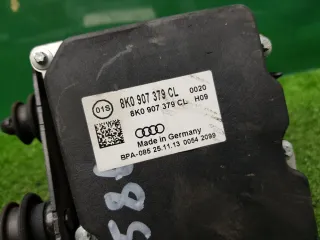 01S
8K0 907 379 CL 0020
8K0 907 379 CL H09
Made in Germany
BPA-085 25.11.13 0054 2099